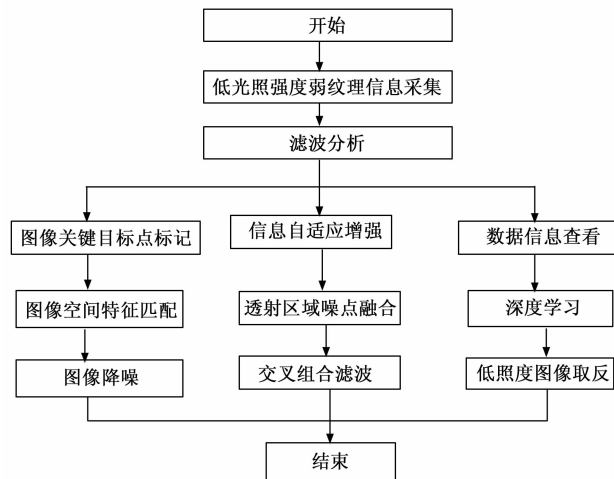 开始
低光照强度弱纹理信息采集
滤波分析
图像关键目标点标记
信息自适应增强
数据信息查看
图像空间特征匹配
透射区域噪点融合
深度学习
图像降噪
交叉组合滤波
低照度图像取反
结束